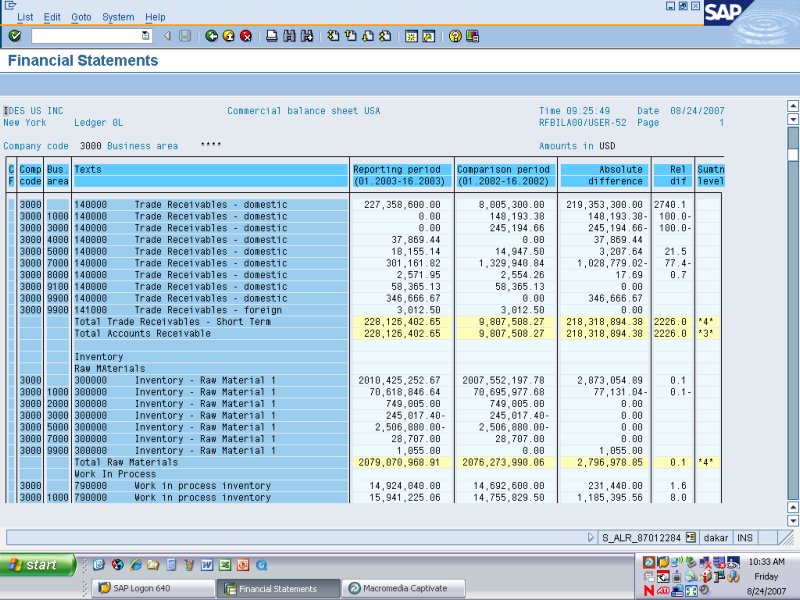 List Edit Goto System Help
SAP
Financial Statements
IDES US INC Commercial balance sheet USA Time 09:25:49 Date 08/24/2007
New York Ledger 0L RFBILA00/USER-52 Page 1
Company code 3000 Business area **** Amounts in USD
C Comp Bus. Texts Reporting period Comparison period Absolute Rel Sumtn
F code area (01.2003-16.2003) (01.2002-16.2002) difference dif level
3000 140000 Trade Receivables - domestic 227,358,600.00 8,005,300.00 219,353,300.00 2740.1
3000 1000 140000 Trade Receivables - domestic 0.00 148,193.38 148,193.38- 100.0-
3000 3000 140000 Trade Receivables - domestic 0.00 245,194.66 245,194.66- 100.0-
3000 4000 140000 Trade Receivables - domestic 37,869.44 0.00 37,869.44
3000 5000 140000 Trade Receivables - domestic 18,155.14 14,947.50 3,207.64 21.5
3000 7000 140000 Trade Receivables - domestic 301,161.82 1,329,940.84 1,028,779.02- 77.4-
3000 8000 140000 Trade Receivables - domestic 2,571.95 2,554.26 17.69 0.7
3000 9100 140000 Trade Receivables - domestic 58,365.13 58,365.13 0.00
3000 9900 140000 Trade Receivables - domestic 346,666.67 0.00 346,666.67
3000 9900 141000 Trade Receivables - foreign 3,012.50 3,012.50 0.00
Total Trade Receivables - Short Term 228,126,402.65 9,807,508.27 218,318,894.38 2226.0 *4*
Total Accounts Receivable 228,126,402.65 9,807,508.27 218,318,894.38 2226.0 *3*
Inventory
Raw MAterials
3000 300000 Inventory - Raw Material 1 2010,425,252.67 2007,552,197.78 2,873,054.89 0.1
3000 1000 300000 Inventory - Raw Material 1 70,618,846.64 70,695,977.68 77,131.04- 0.1-
3000 2000 300000 Inventory - Raw Material 1 749,005.00 749,005.00 0.00
3000 3000 300000 Inventory - Raw Material 1 245,017.40- 245,017.40- 0.00
3000 5000 300000 Inventory - Raw Material 1 2,506,880.00- 2,506,880.00- 0.00
3000 7000 300000 Inventory - Raw Material 1 28,707.00 28,707.00 0.00
3000 9900 300000 Inventory - Raw Material 1 1,055.00 0.00 1,055.00
Total Raw Materials 2079,070,968.91 2076,273,990.06 2,796,978.85 0.1 *4*
Work In Process
3000 790000 Work in process inventory 14,924,040.00 14,692,600.00 231,440.00 1.6
3000 1000 790000 Work in process inventory 15,941,225.06 14,755,829.50 1,185,395.56 8.0
S_ALR_87012284 dakar INS
start 10:33 AM
Friday
SAP Logon 640 Financial Statements Macromedia Captivate 8/24/2007